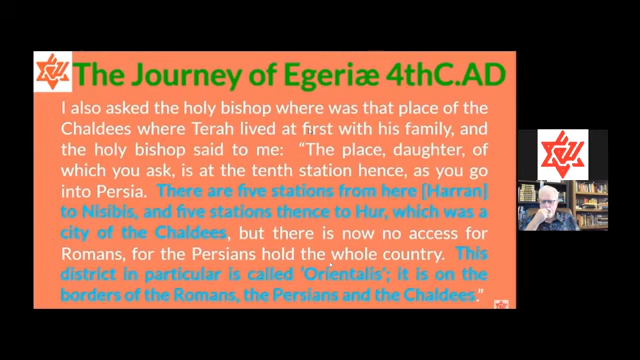 The Journey of Egeriæ 4thC.AD
I also asked the holy bishop where was that place of the
Chaldees where Terah lived at first with his family, and
the holy bishop said to me:  “The place, daughter, of
which you ask, is at the tenth station hence, as you go
into Persia.  There are five stations from here [Harran]
to Nisibis, and five stations thence to Hur, which was a
city of the Chaldees, but there is now no access for
Romans, for the Persians hold the whole country.  This
district in particular is called ‘Orientalis’; it is on the
borders of the Romans, the Persians and the Chaldees.”